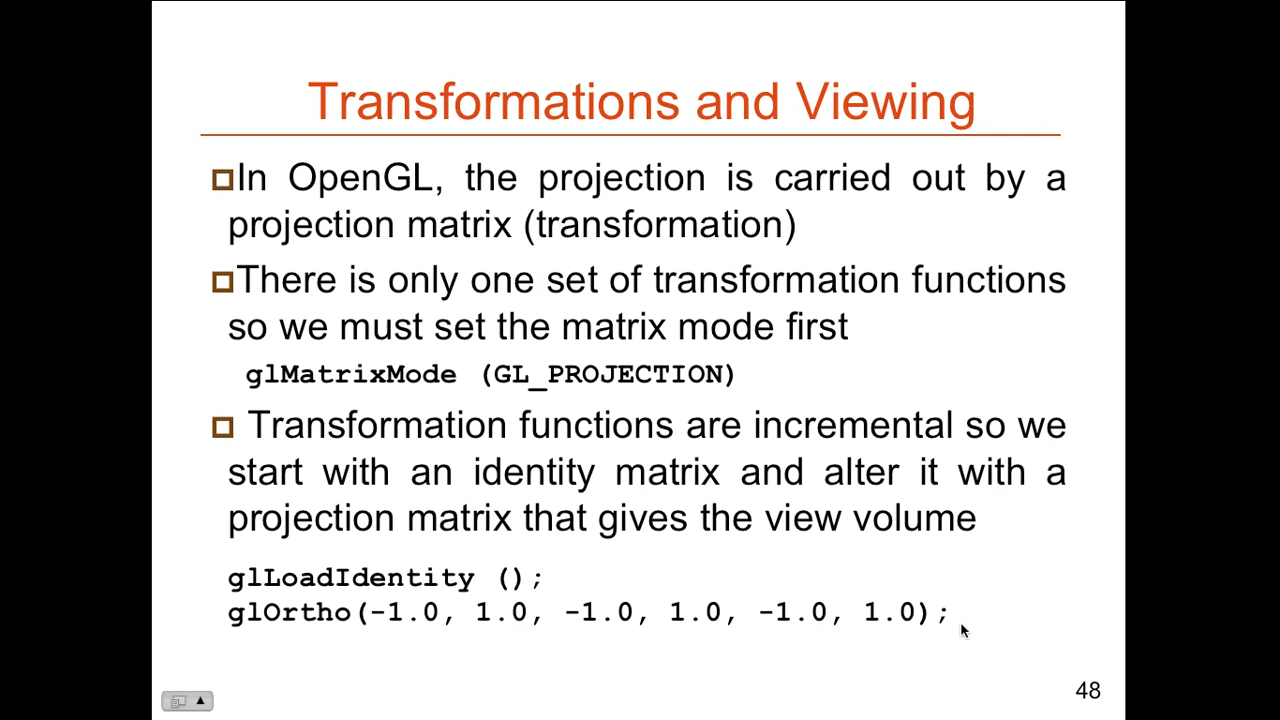 Transformations and Viewing
In OpenGL, the projection is carried out by a
projection matrix (transformation)
There is only one set of transformation functions
so we must set the matrix mode first
glMatrixMode (GL_PROJECTION)
Transformation functions are incremental so we
start with an identity matrix and alter it with a
projection matrix that gives the view volume
glLoadIdentity ();
glOrtho(-1.0, 1.0, -1.0, 1.0, -1.0, 1.0);
48